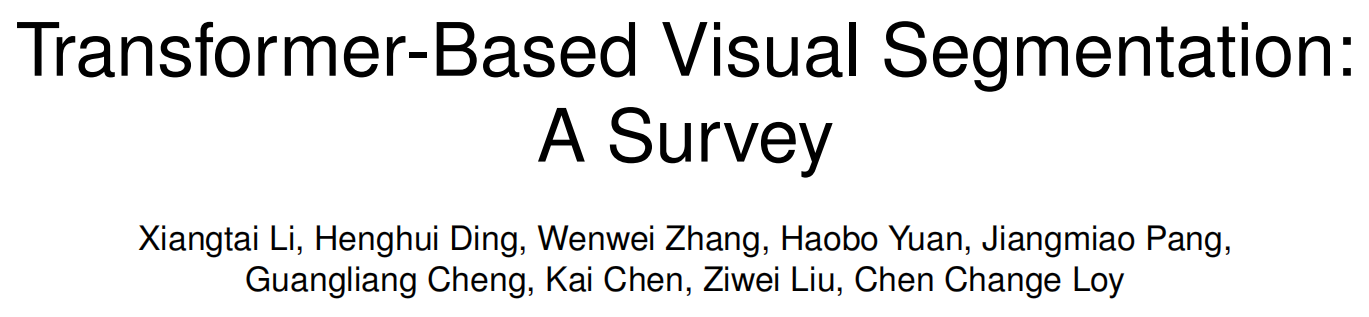 Transformer-Based Visual Segmentation:
A Survey
Xiangtai Li, Henghui Ding, Wenwei Zhang, Haobo Yuan, Jiangmiao Pang,
Guangliang Cheng, Kai Chen, Ziwei Liu, Chen Change Loy